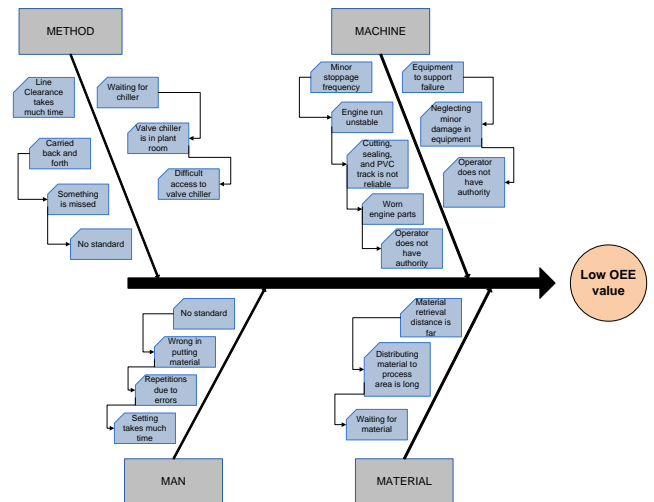 METHOD
MACHINE
Line
Clearance
takes
much time
Waiting for
chiller
Valve chiller
is in plant
room
Difficult
access to
valve chiller
Carried
back and
forth
Something
is missed
No standard
Minor
stoppage
frequency
Engine run
unstable
Cutting,
sealing,
and PVC
track is not
reliable
Worn
engine parts
Operator
does not
have
authority
Equipment
to support
failure
Neglecting
minor
damage in
equipment
Operator
does not
have
authority
Low OEE
value
No standard
Wrong in
putting
material
Repetitions
due to
errors
Setting
takes much
time
Material
retrieval
distance is
far
Distributing
material to
process
area is long
Waiting for
material
MAN
MATERIAL